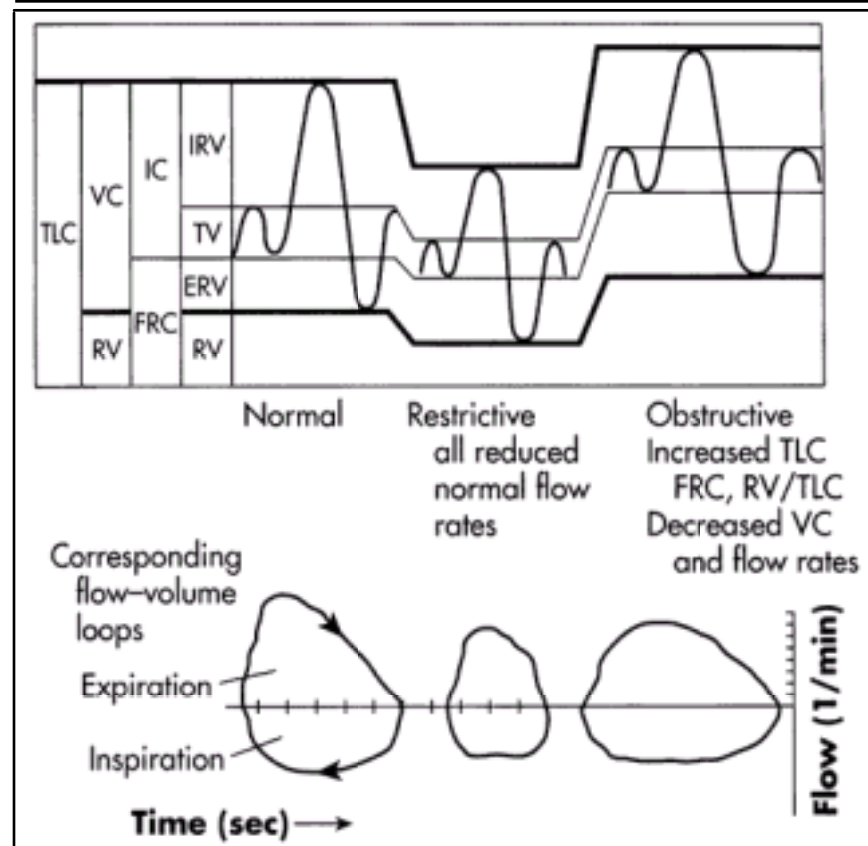 TLC
VC
RV
IC
FRC
IRV
TV
ERV
RV
Normal
Restrictive
all reduced
normal flow
rates
Obstructive
Increased TLC
FRC, RV/TLC
Decreased VC
and flow rates
Corresponding
flow–volume
loops
Expiration
Inspiration
Time (sec)
Flow (1/min)